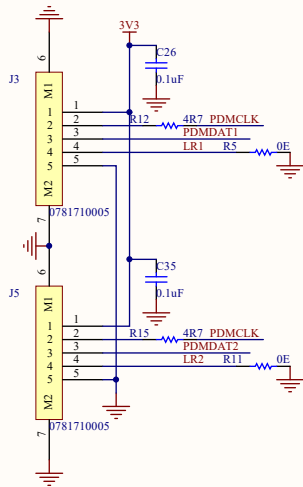 3V3
6
C26
J3
M1
0.1uF
1
2
R12
4R7
PDMCLK
3
PDMDAT1
4
LR1
R5
0E
5
M2
7
0781710005
6
C35
J5
M1
0.1uF
1
2
R15
4R7
PDMCLK
3
PDMDAT2
4
LR2
R11
0E
5
M2
0781710005
7
1
2
3
4
5
1
2
3
4
5